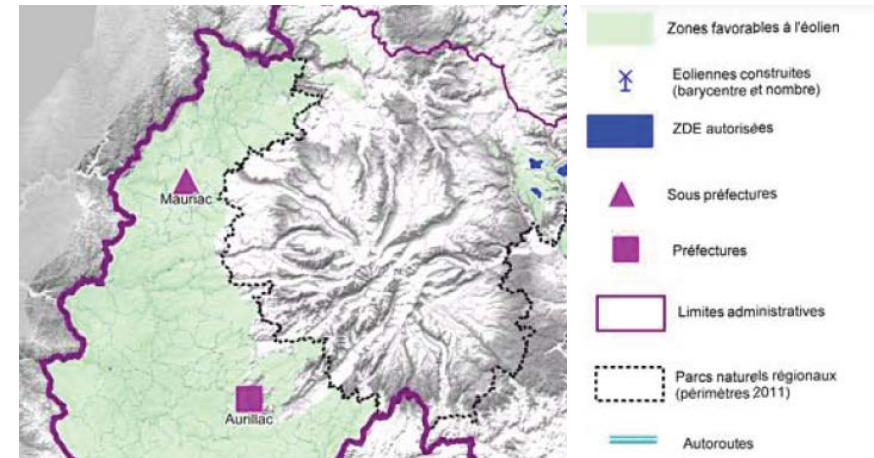 Mauriac
Aurillac
Zones favorables à l'éolien
Eoliennes construites
(barycentre et nombre)
ZDE autorisées
Sous préfectures
Préfectures
Limites administratives
Parcs naturels régionaux
(périmètres 2011)
Autoroutes